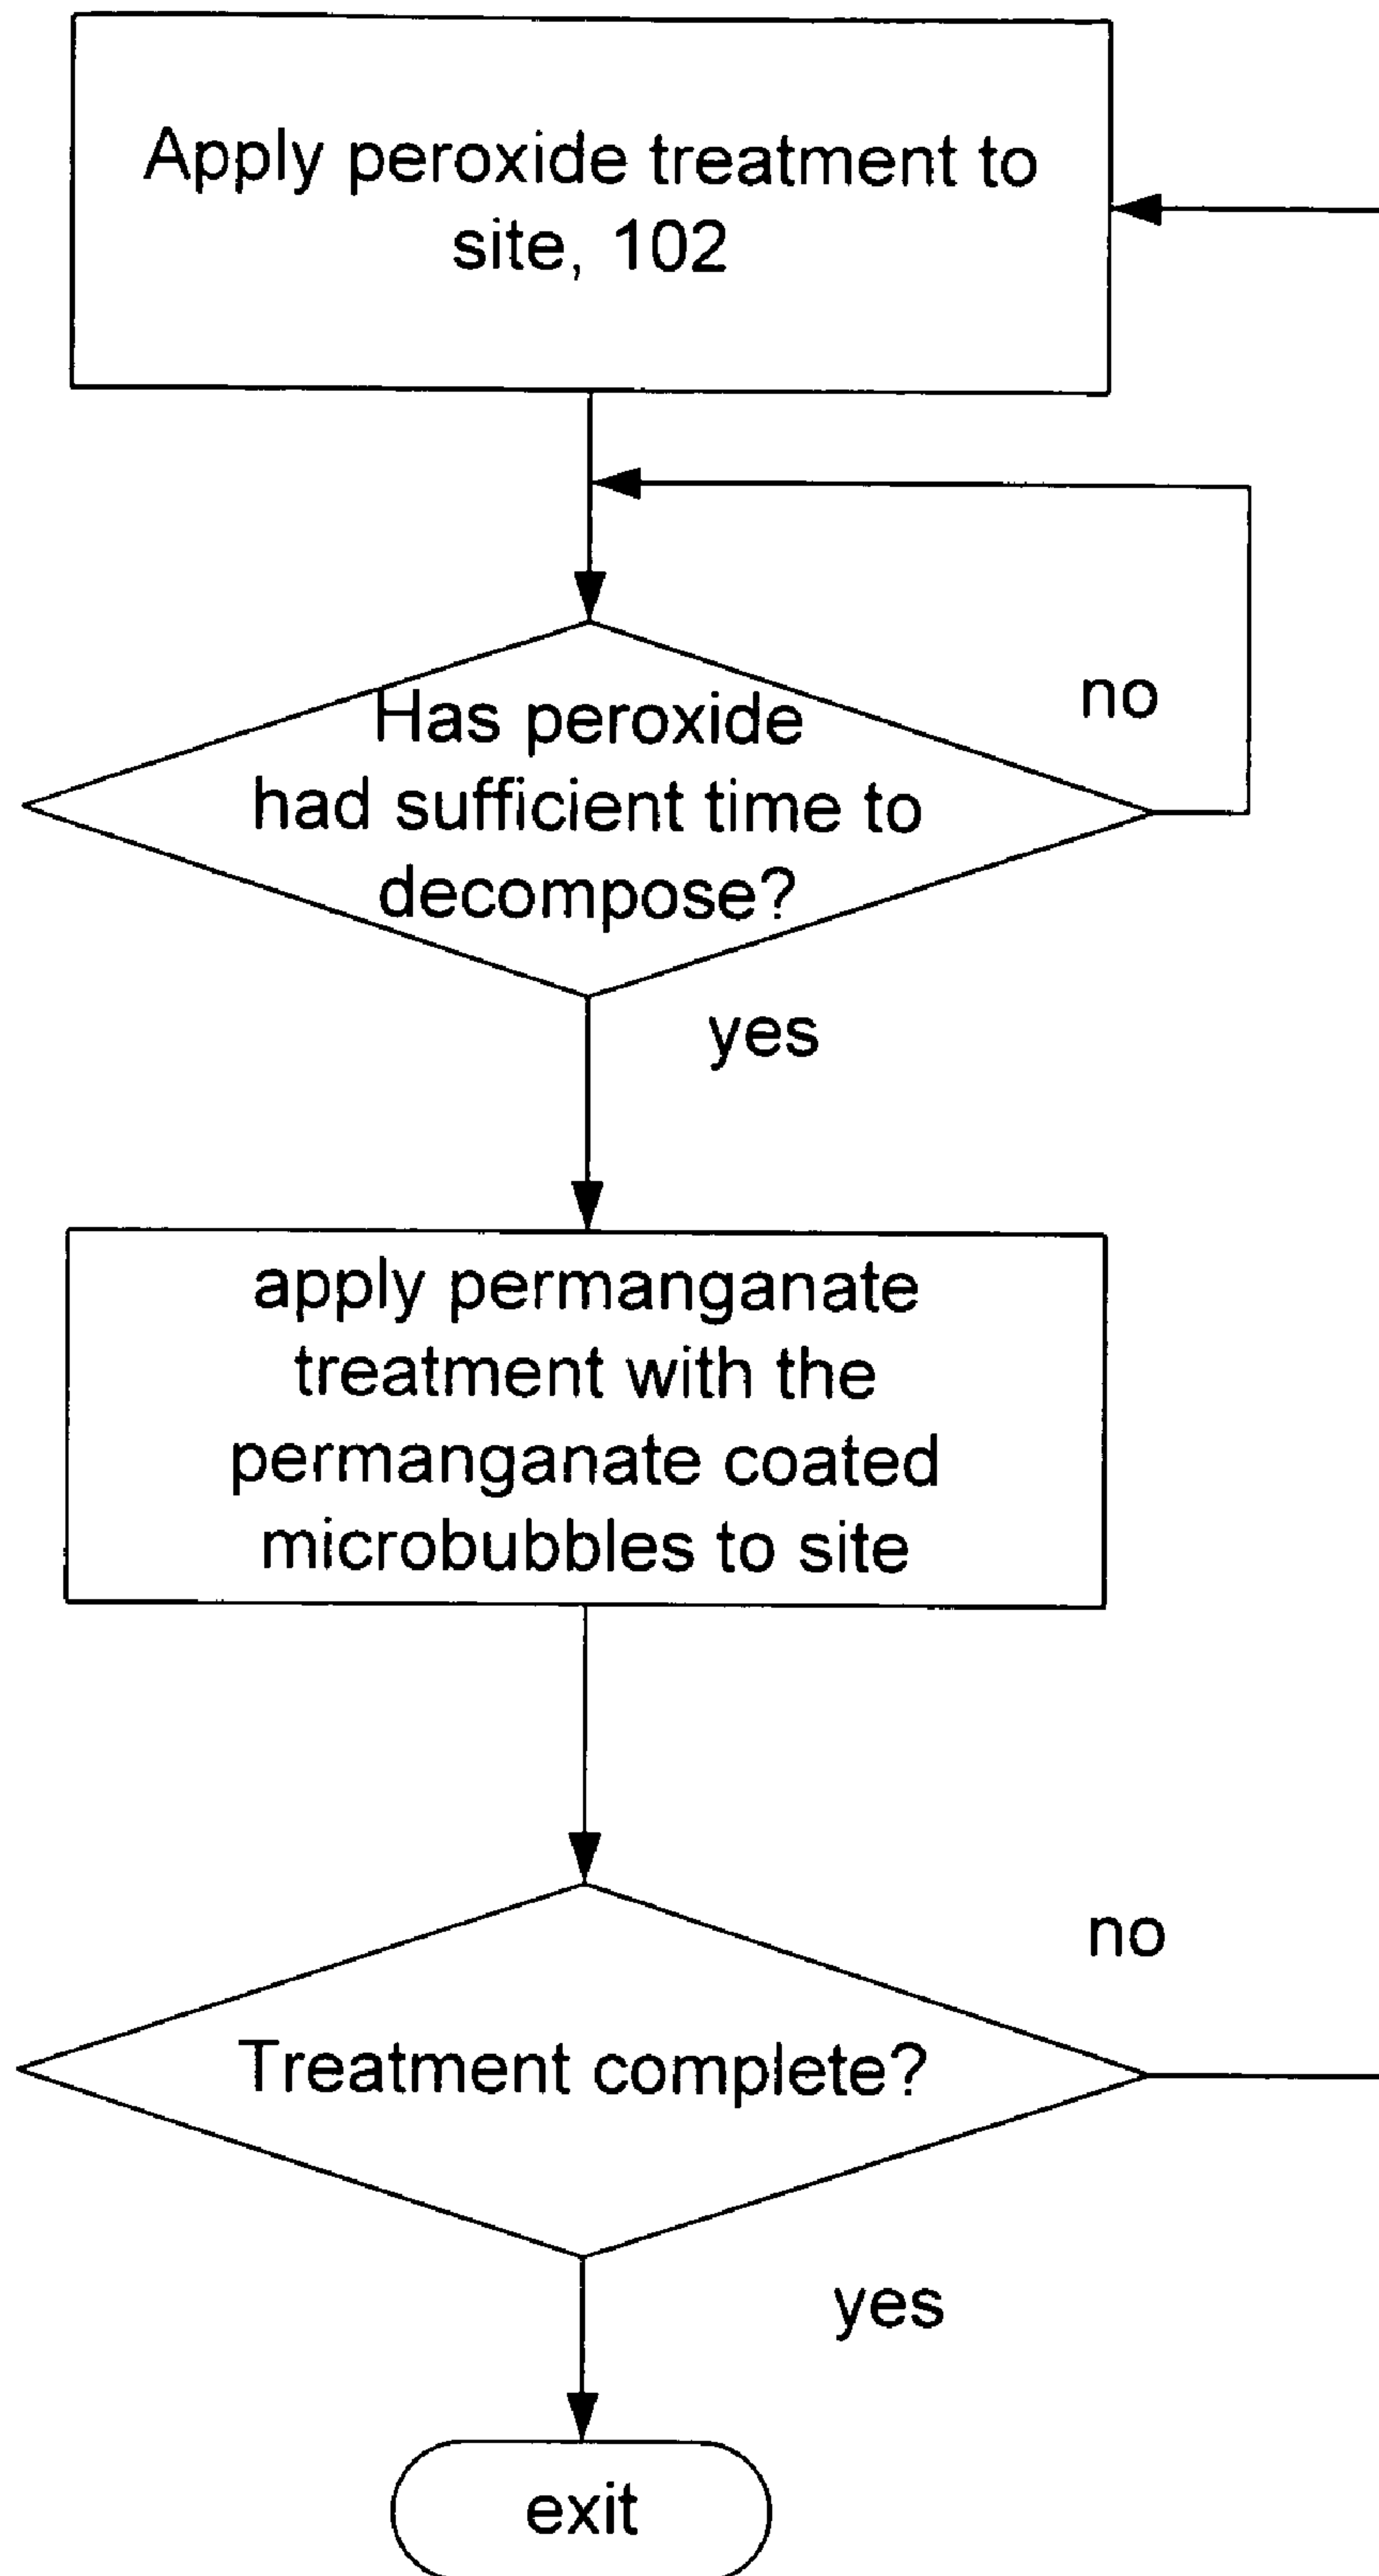 Apply peroxide treatment to
site, 102
Has peroxide
had sufficient time to
decompose?
no
yes
apply permanganate
treatment with the
permanganate coated
microbubbles to site
Treatment complete?
no
yes
exit